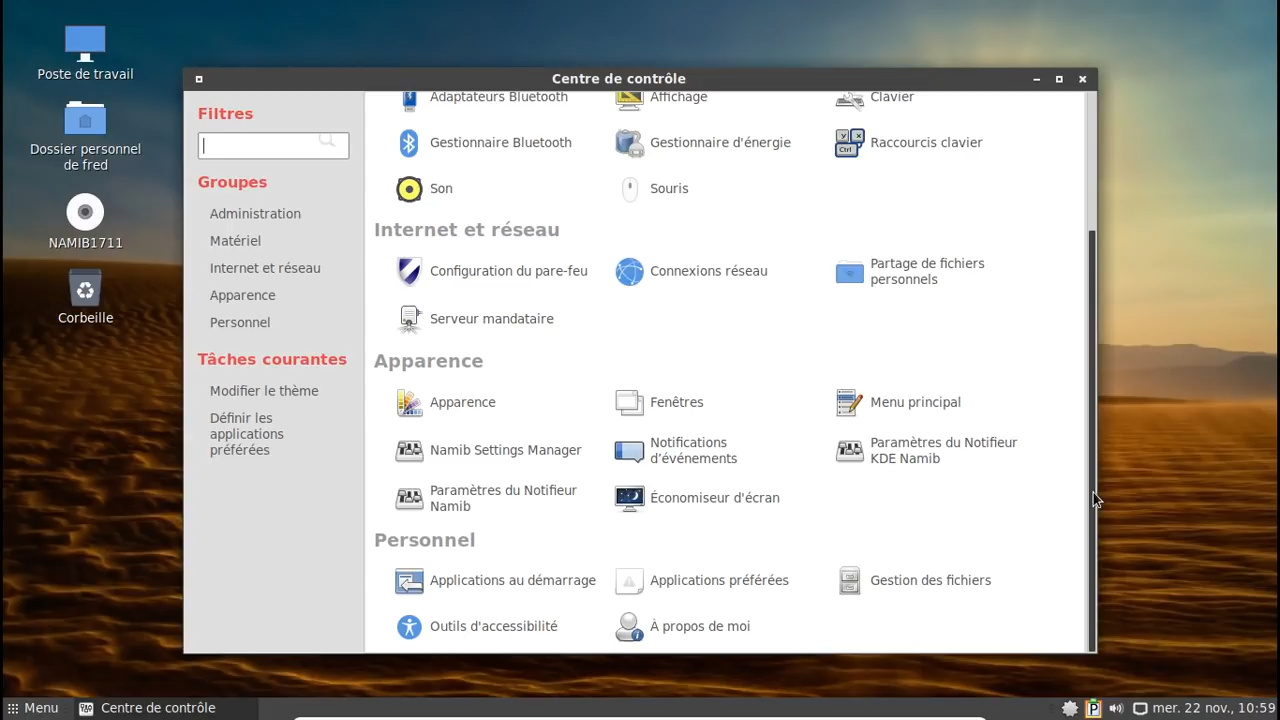 Poste de travail
Dossier personnel
de fred
NAMIB1711
Corbeille
Centre de contrôle
Filtres
Groupes
Administration
Matériel
Internet et réseau
Apparence
Personnel
Tâches courantes
Modifier le thème
Définir les
applications
préférées
Adaptateurs Bluetooth
Affichage
Clavier
Gestionnaire Bluetooth
Gestionnaire d'énergie
Raccourcis clavier
Son
Souris
Internet et réseau
Configuration du pare-feu
Connexions réseau
Partage de fichiers
personnels
Serveur mandataire
Apparence
Apparence
Fenêtres
Menu principal
Namib Settings Manager
Notifications
d’événements
Paramètres du Notifieur
KDE Namib
Paramètres du Notifieur
Namib
Économiseur d'écran
Personnel
Applications au démarrage
Applications préférées
Gestion des fichiers
Outils d'accessibilité
À propos de moi
Menu
Centre de contrôle
P
mer. 22 nov., 10:59